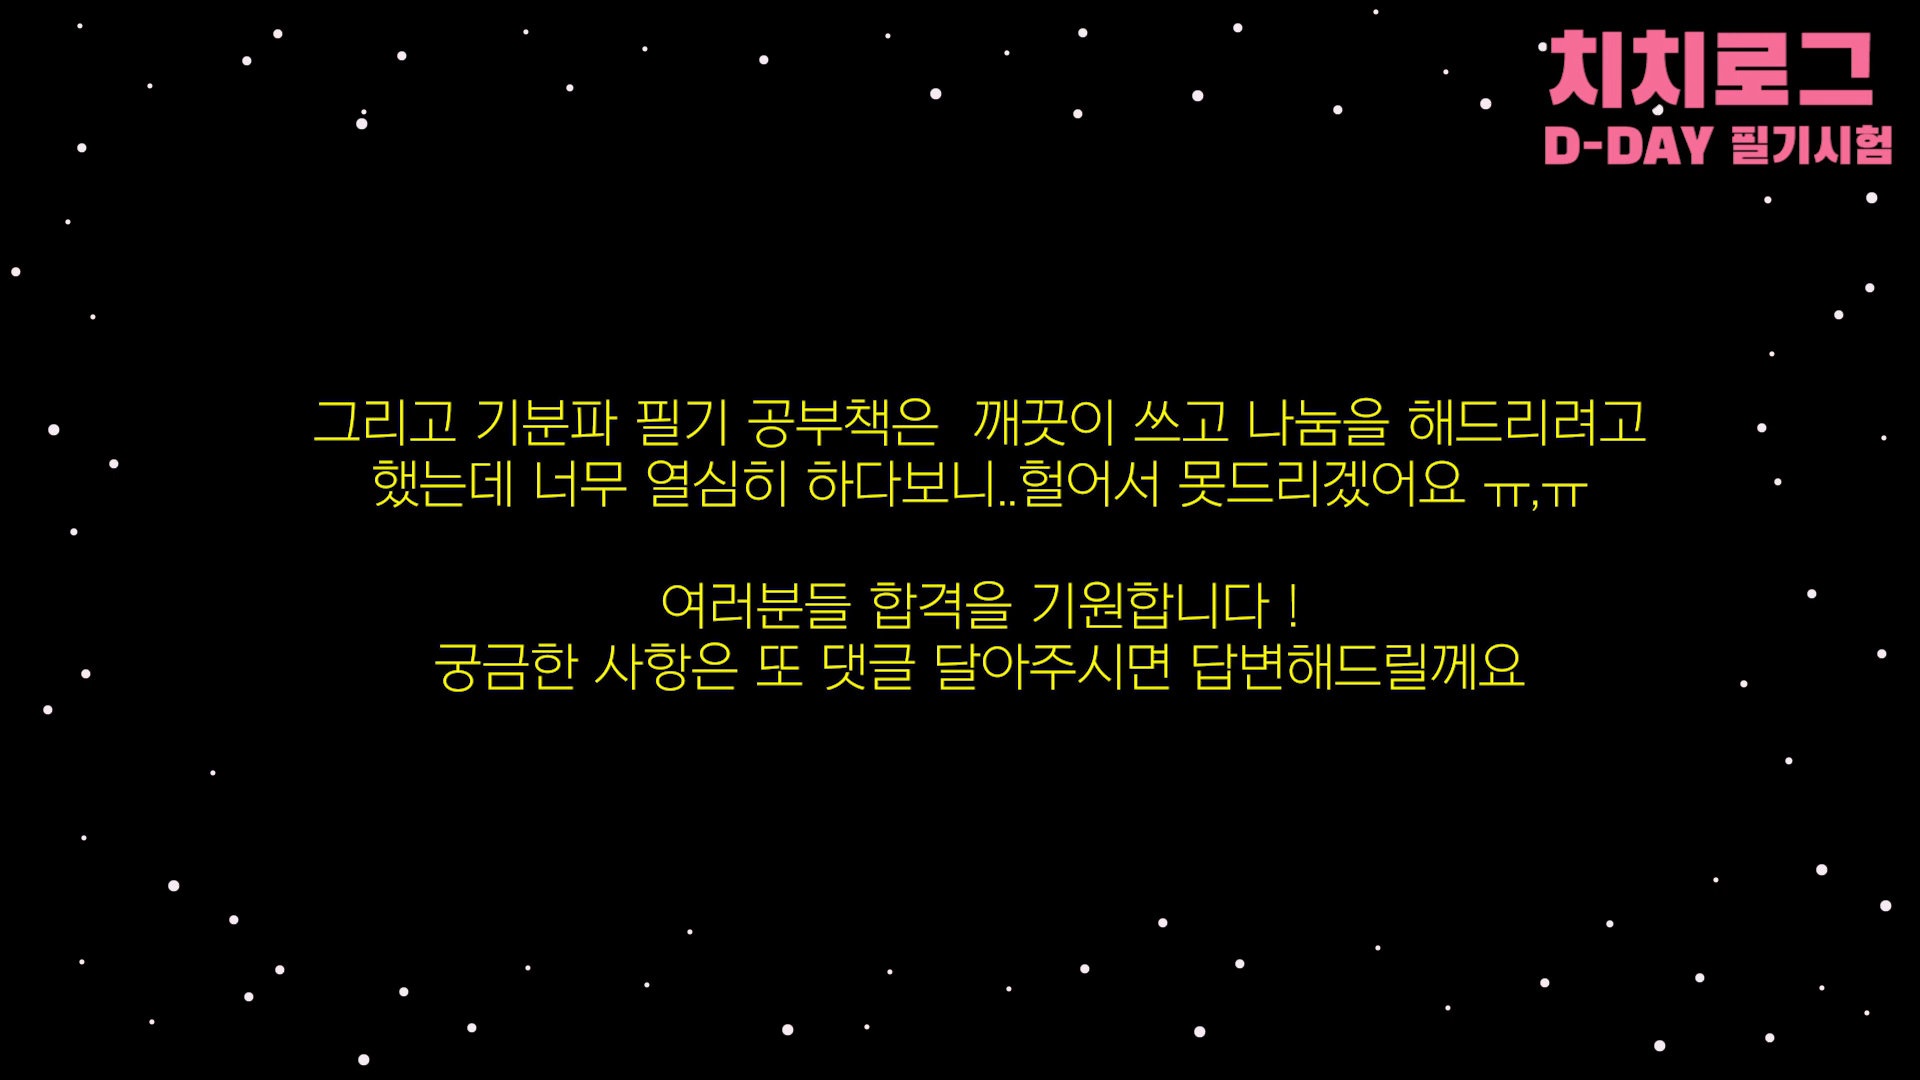 치치로그
D-DAY 필기시험
그리고 기분파 필기 공부책은 깨끗이 쓰고 나눔을 해드리려고
했는데 너무 열심히 하다보니..헐어서 못드리겠어요 ㅠ,ㅠ
여러분들 합격을 기원합니다 !
궁금한 사항은 또 댓글 달아주시면 답변해드릴께요